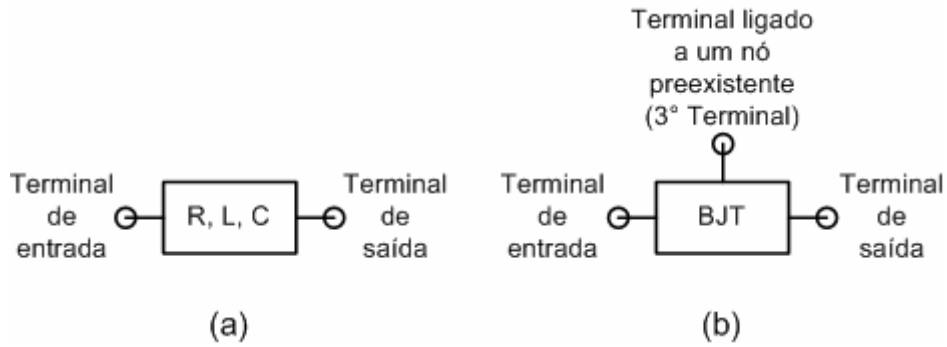 Terminal ligado
a um nó
preexistente
(3° Terminal)
Terminal
de
entrada
R, L, C
Terminal
de
saída
Terminal
de
entrada
BJT
Terminal
de
saída
(a)
(b)